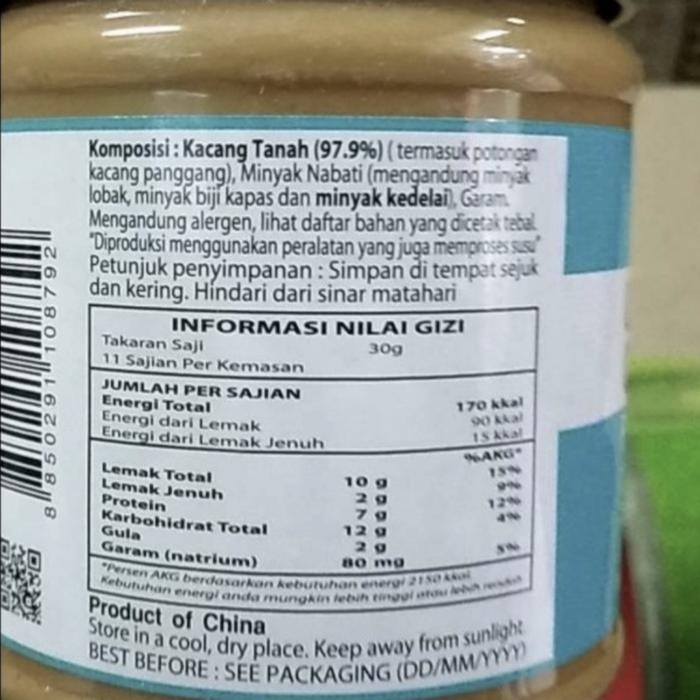 Komposisi : Kacang Tanah (97.9%) ( termasuk potongan
kacang panggang), Minyak Nabati (mengandung minyak
lobak, minyak biji kapas dan minyak kedelai), Garam.
Mengandung alergen, lihat daftar bahan yang dicetak tebal.
"Diproduksi menggunakan peralatan yang juga memproses susu"
Petunjuk penyimpanan : Simpan di tempat sejuk
dan kering. Hindari dari sinar matahari
INFORMASI NILAI GIZI
Takaran Saji 30g
11 Sajian Per Kemasan
JUMLAH PER SAJIAN
Energi Total 170 kkal
Energi dari Lemak 90 kkal
Energi dari Lemak Jenuh 15 kkal
%AKG*
Lemak Total 10 g 15%
Lemak Jenuh 2 g 9%
Protein 7 g 12%
Karbohidrat Total 12 g 4%
Gula 2 g
Garam (natrium) 80 mg 5%
*Persen AKG berdasarkan kebutuhan energi 2150 kkal.
Kebutuhan energi anda mungkin lebih tinggi atau lebih rendah
Product of China
Store in a cool, dry place. Keep away from sunlight.
BEST BEFORE : SEE PACKAGING (DD/MM/YYYY)
8 850291 108792